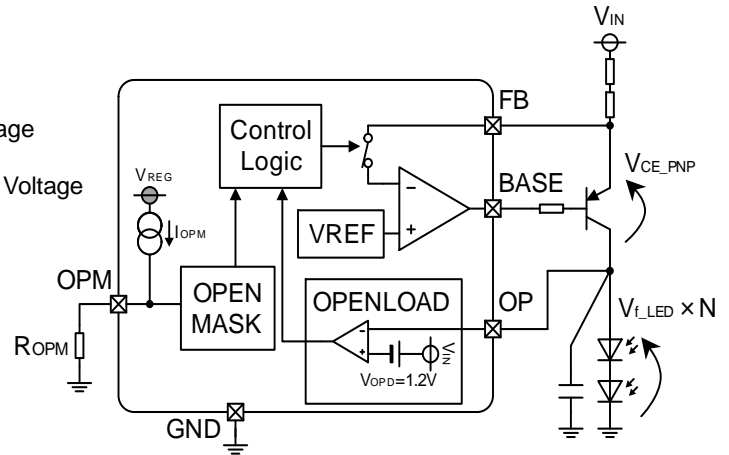 VIN
FB
age
Control
Logic
VCE_PNP
Voltage
VREG
BASE
VREF
IOPM
OPM
OPEN
MASK
OPENLOAD
OP
Vf_LED × N
ROPM
VIN
VOPD=1.2V
GND